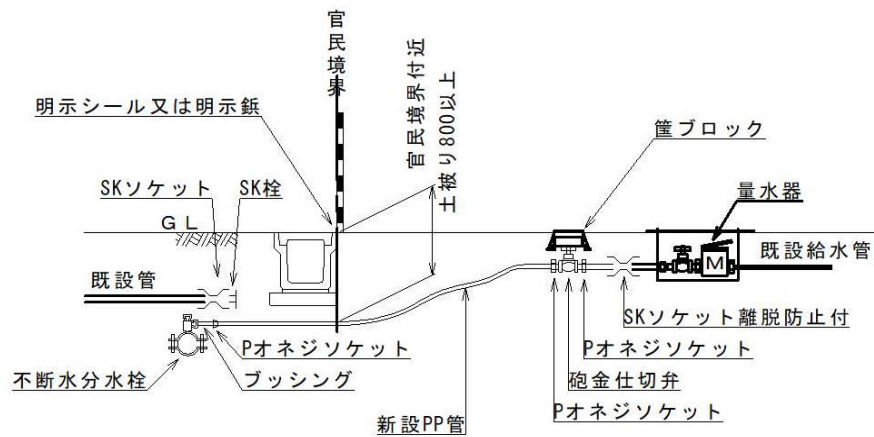 官民境界
明示シール又は明示鋲
官民境界付近
土被り800以上
筺ブロック
SKソケット
SK栓
量水器
GL
既設給水管
M
既設管
SKソケット離脱防止付
Pオネジソケット
Pオネジソケット
不断水分水栓
ブッシング
砲金仕切弁
Pオネジソケット
新設PP管